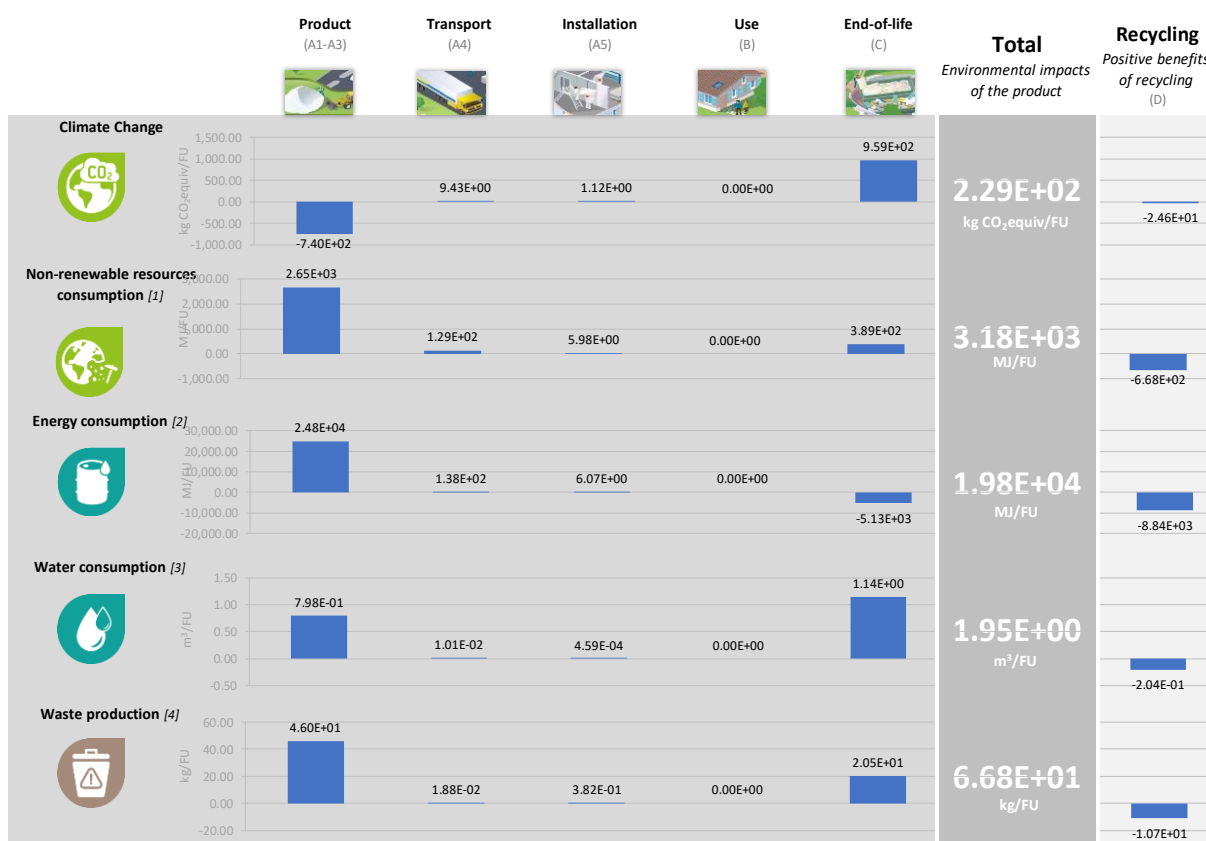 Product
(A1-A3)
Transport
(A4)
Installation
(A5)
Use
(B)
End-of-life
(C)
Total
Environmental impacts
of the product
Recycling
Positive benefits
of recycling
(D)
Climate Change
CO₂
kg CO₂equiv/FU
1,500.00
1,000.00
500.00
0.00
-500.00
-1,000.00
-7.40E+02
9.43E+00
1.12E+00
0.00E+00
9.59E+02
2.29E+02
kg CO₂equiv/FU
-2.46E+01
Non-renewable resources
consumption [1]
MJ/FU
3,000.00
2,000.00
1,000.00
0.00
-1,000.00
2.65E+03
1.29E+02
5.98E+00
0.00E+00
3.89E+02
3.18E+03
MJ/FU
-6.68E+02
Energy consumption [2]
MJ/FU
30,000.00
20,000.00
10,000.00
0.00
-10,000.00
-20,000.00
2.48E+04
1.38E+02
6.07E+00
0.00E+00
-5.13E+03
1.98E+04
MJ/FU
-8.84E+03
Water consumption [3]
m³/FU
1.50
1.00
0.50
0.00
-0.50
7.98E-01
1.01E-02
4.59E-04
0.00E+00
1.14E+00
1.95E+00
m³/FU
-2.04E-01
Waste production [4]
kg/FU
60.00
40.00
20.00
0.00
-20.00
4.60E+01
1.88E-02
3.82E-01
0.00E+00
2.05E+01
6.68E+01
kg/FU
-1.07E+01